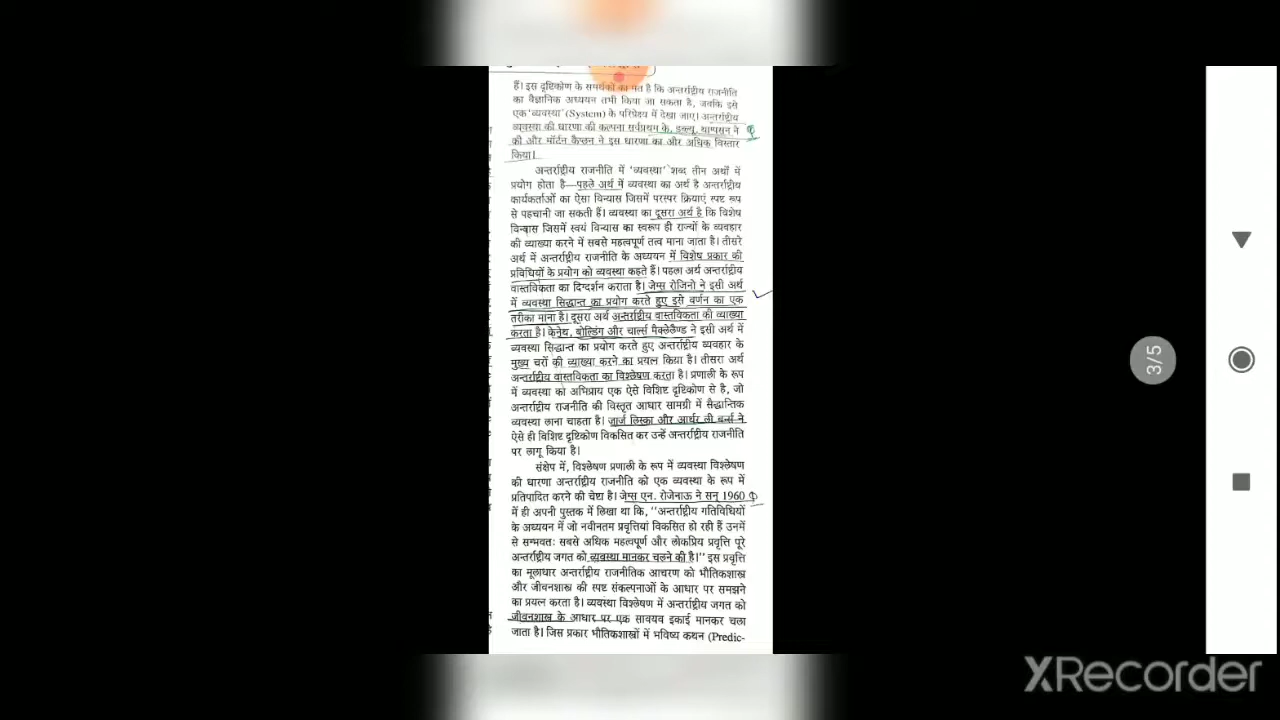 हैं। इस दृष्टिकोण के समर्थकों का मत है कि अन्तर्राष्ट्रीय राजनीति
का वैज्ञानिक अध्ययन तभी किया जा सकता है, जबकि इसे
एक 'व्यवस्था' (System) के परिप्रेक्ष्य में देखा जाए। अन्तर्राष्ट्रीय
व्यवस्था की धारणा की कल्पना सर्वप्रथम के. डब्ल्यू. थाम्पसन ने
की और मॉर्टन कैप्लन ने इस धारणा का और अधिक विस्तार
किया।
अन्तर्राष्ट्रीय राजनीति में 'व्यवस्था' शब्द तीन अर्थों में
प्रयोग होता है—पहले अर्थ में व्यवस्था का अर्थ है अन्तर्राष्ट्रीय
कार्यकर्ताओं का ऐसा विन्यास जिसमें परस्पर क्रियाएं स्पष्ट रूप
से पहचानी जा सकती हैं। व्यवस्था का दूसरा अर्थ है कि विशेष
विन्यास जिसमें स्वयं विन्यास का स्वरूप ही राज्यों के व्यवहार
की व्याख्या करने में सबसे महत्वपूर्ण तत्व माना जाता है। तीसरे
अर्थ में अन्तर्राष्ट्रीय राजनीति के अध्ययन में विशेष प्रकार की
प्रविधियों के प्रयोग को व्यवस्था कहते हैं। पहला अर्थ अन्तर्राष्ट्रीय
वास्तविकता का दिग्दर्शन कराता है। जेम्स रोजिनो ने इसी अर्थ
में व्यवस्था सिद्धान्त का प्रयोग करते हुए इसे वर्णन का एक
तरीका माना है। दूसरा अर्थ अन्तर्राष्ट्रीय वास्तविकता की व्याख्या
करता है। केनेथ, बोल्डिंग और चार्ल्स मैक्लेलैण्ड ने इसी अर्थ में
व्यवस्था सिद्धान्त का प्रयोग करते हुए अन्तर्राष्ट्रीय व्यवहार के
मुख्य चरों की व्याख्या करने का प्रयत्न किया है। तीसरा अर्थ
अन्तर्राष्ट्रीय वास्तविकता का विश्लेषण करता है। प्रणाली के रूप
में व्यवस्था का अभिप्राय एक ऐसे विशिष्ट दृष्टिकोण से है, जो
अन्तर्राष्ट्रीय राजनीति की विस्तृत आधार सामग्री में सैद्धान्तिक
व्यवस्था लाना चाहता है। जार्ज लिस्का और आर्थर ली बर्न्स ने
ऐसे ही विशिष्ट दृष्टिकोण विकसित कर उन्हें अन्तर्राष्ट्रीय राजनीति
पर लागू किया है।
संक्षेप में, विश्लेषण प्रणाली के रूप में व्यवस्था विश्लेषण
की धारणा अन्तर्राष्ट्रीय राजनीति को एक व्यवस्था के रूप में
प्रतिपादित करने की चेष्टा है। जेम्स एन. रोजेनाऊ ने सन् 1960
में ही अपनी पुस्तक में लिखा था कि, "अन्तर्राष्ट्रीय गतिविधियों
के अध्ययन में जो नवीनतम प्रवृत्तियां विकसित हो रही हैं उनमें
से सम्भवतः सबसे अधिक महत्वपूर्ण और लोकप्रिय प्रवृत्ति पूरे
अन्तर्राष्ट्रीय जगत को व्यवस्था मानकर चलने की है।" इस प्रवृत्ति
का मूलाधार अन्तर्राष्ट्रीय राजनीतिक आचरण को भौतिकशास्त्र
और जीवनशास्त्र की स्पष्ट संकल्पनाओं के आधार पर समझने
का प्रयत्न करता है। व्यवस्था विश्लेषण में अन्तर्राष्ट्रीय जगत को
जीवनशास्त्र के आधार पर एक सावयव इकाई मानकर चला
जाता है। जिस प्रकार भौतिकशास्त्रों में भविष्य कथन (Predic-
3/5
XRecorder